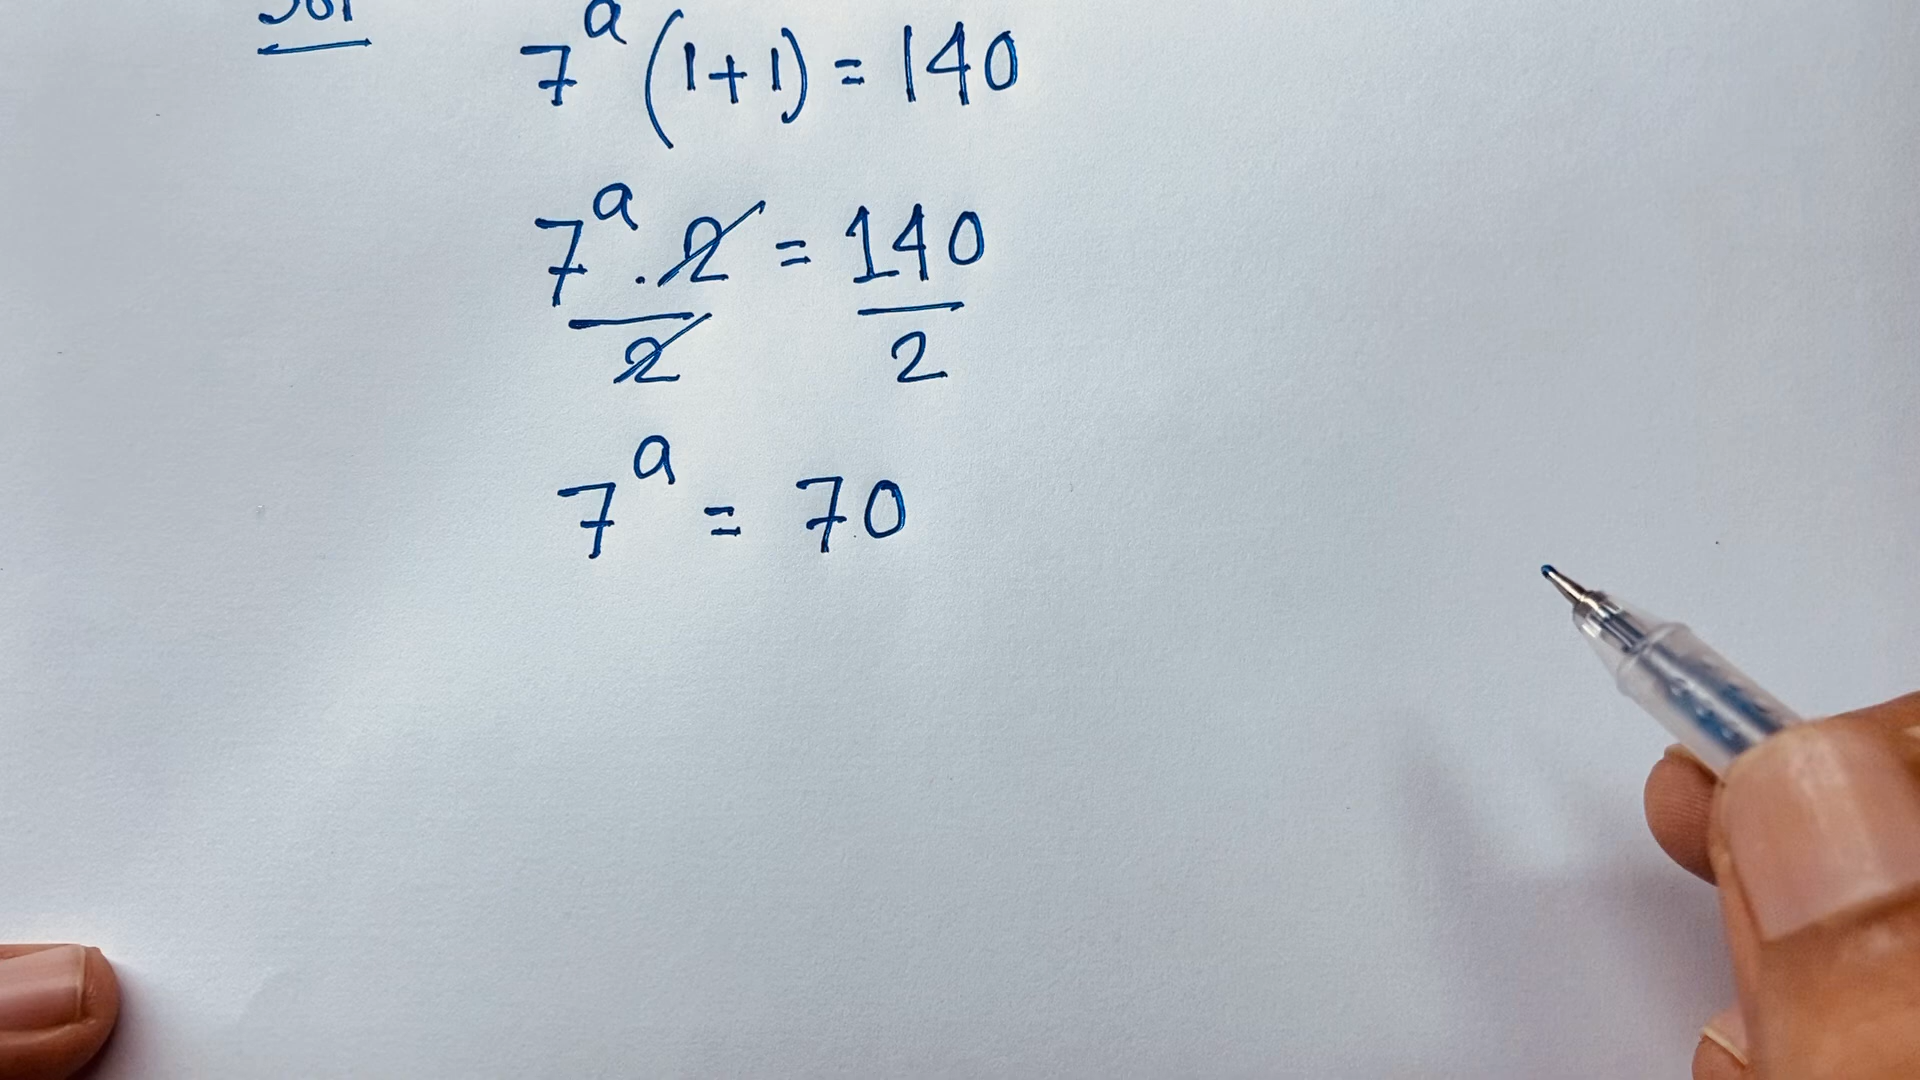 7^a (1+1) = 140
7^a . 2 = 140
2 2
7^a = 70